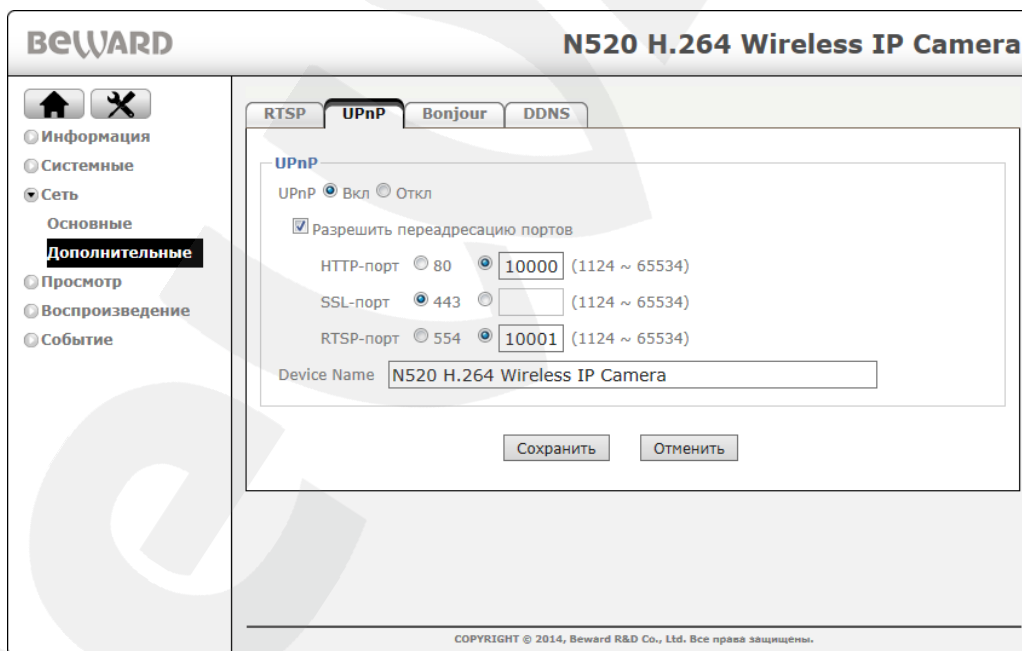 BEWARD
N520 H.264 Wireless IP Camera
Информация
Системные
Сеть
Основные
Дополнительные
Просмотр
Воспроизведение
Событие
RTSP UPnP Bonjour DDNS
UPnP
UPnP Вкл Откл
Разрешить переадресацию портов
HTTP-порт 80 10000 (1124 ~ 65534)
SSL-порт 443 (1124 ~ 65534)
RTSP-порт 554 10001 (1124 ~ 65534)
Device Name N520 H.264 Wireless IP Camera
Сохранить Отменить
COPYRIGHT © 2014, Beward R&D Co., Ltd. Все права защищены.